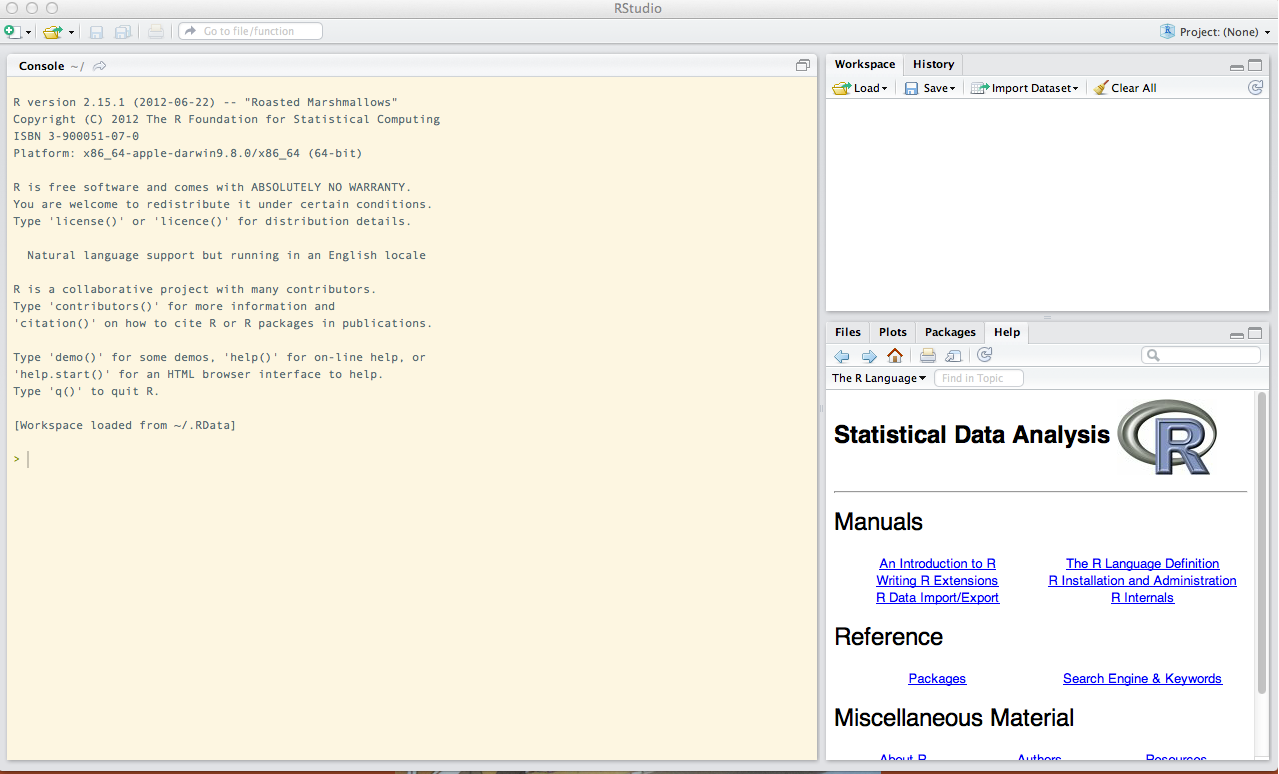 RStudio
Go to file/function
Project: (None)
Console ~/
R version 2.15.1 (2012-06-22) -- "Roasted Marshmallows"
Copyright (C) 2012 The R Foundation for Statistical Computing
ISBN 3-900051-07-0
Platform: x86_64-apple-darwin9.8.0/x86_64 (64-bit)
R is free software and comes with ABSOLUTELY NO WARRANTY.
You are welcome to redistribute it under certain conditions.
Type 'license()' or 'licence()' for distribution details.
Natural language support but running in an English locale
R is a collaborative project with many contributors.
Type 'contributors()' for more information and
'citation()' on how to cite R or R packages in publications.
Type 'demo()' for some demos, 'help()' for on-line help, or
'help.start()' for an HTML browser interface to help.
Type 'q()' to quit R.
[Workspace loaded from ~/.RData]
>
Workspace History
Load Save Import Dataset Clear All
Files Plots Packages Help
The R Language Find in Topic
Statistical Data Analysis R
Manuals
An Introduction to R The R Language Definition
Writing R Extensions R Installation and Administration
R Data Import/Export R Internals
Reference
Packages Search Engine & Keywords
Miscellaneous Material
About R Authors Resources